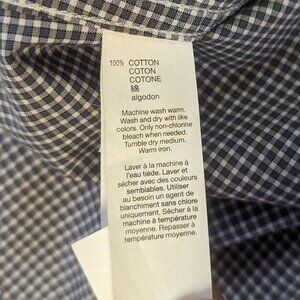 100% COTTON
COTON
COTONE
綿
algodon
Machine wash warm.
Wash and dry with like
colors. Only non-chlorine
bleach when needed.
Tumble dry medium.
Warm iron.
Laver à la machine à
l'eau tiède. Laver et
sécher avec des couleurs
semblables. Utiliser
au besoin un agent de
blanchiment sans chlore
uniquement. Sécher à la
machine à température
moyenne. Repasser à
température moyenne.